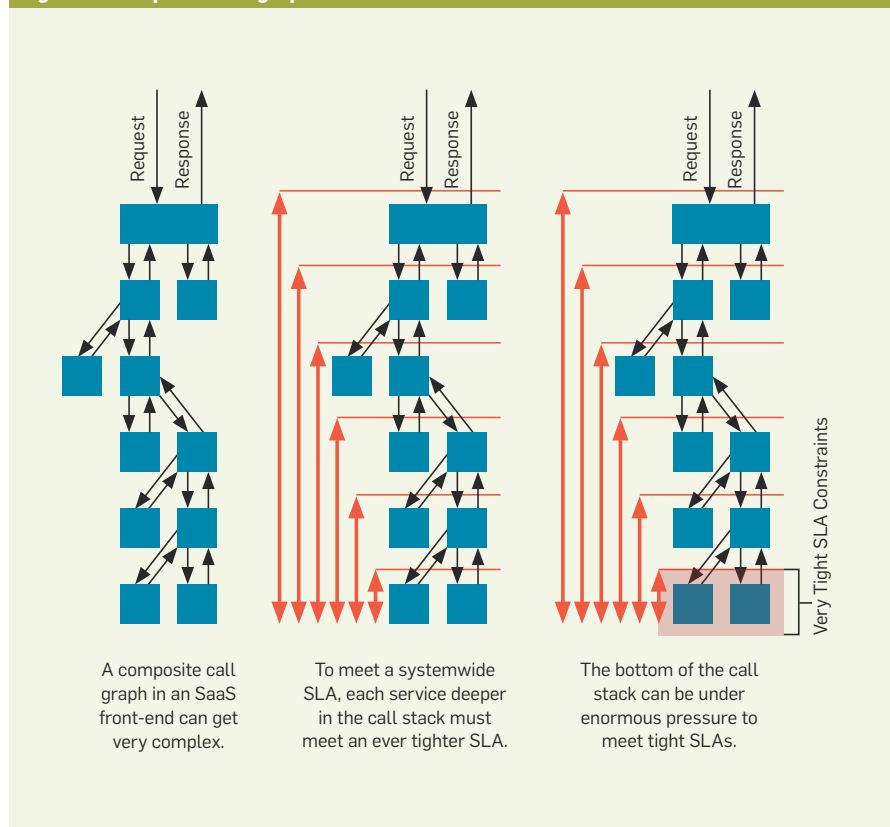 Request
Response
Request
Response
Request
Response
Very Tight SLA Constraints
A composite call
graph in an SaaS
front-end can get
very complex.
To meet a systemwide
SLA, each service deeper
in the call stack must
meet an ever tighter SLA.
The bottom of the call
stack can be under
enormous pressure to
meet tight SLAs.